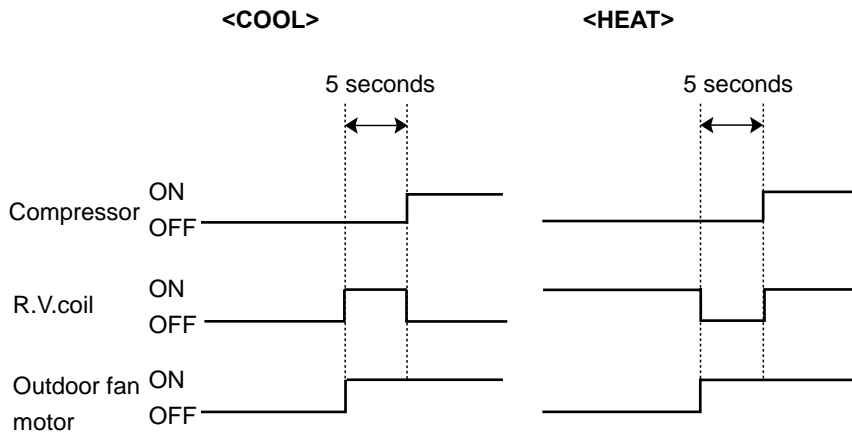 <COOL>
<HEAT>
5 seconds
5 seconds
Compressor
ON
OFF
R.V.coil
ON
OFF
Outdoor fan
motor
ON
OFF